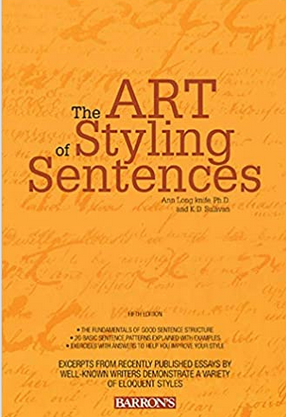 The ART
of Styling
Sentences
Ann Longknife, Ph.D.
and K.D. Sullivan
FIFTH EDITION
• THE FUNDAMENTALS OF GOOD SENTENCE STRUCTURE
• 20 BASIC SENTENCE PATTERNS EXPLAINED WITH EXAMPLES
• EXERCISES WITH ANSWERS TO HELP YOU IMPROVE YOUR STYLE
EXCERPTS FROM RECENTLY PUBLISHED ESSAYS BY
WELL-KNOWN WRITERS DEMONSTRATE A VARIETY
OF ELOQUENT STYLES
BARRON'S